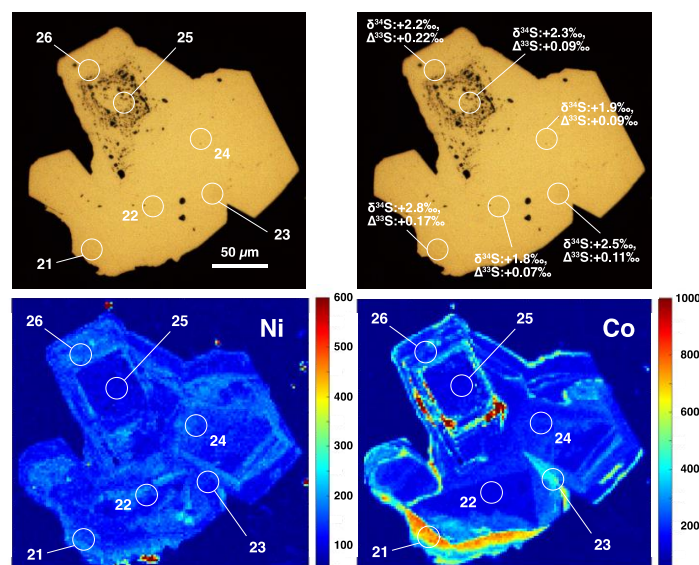 26
25
24
22
23
21
50 µm
δ³⁴S:+2.2‰,
Δ³³S:+0.22‰
δ³⁴S:+2.3‰,
Δ³³S:+0.09‰
δ³⁴S:+1.9‰,
Δ³³S:+0.09‰
δ³⁴S:+2.8‰,
Δ³³S:+0.17‰
δ³⁴S:+1.8‰,
Δ³³S:+0.07‰
δ³⁴S:+2.5‰,
Δ³³S:+0.11‰
26
25
Ni
24
22
21
23
600
500
400
300
200
100
26
25
Co
24
22
21
23
1000
800
600
400
200